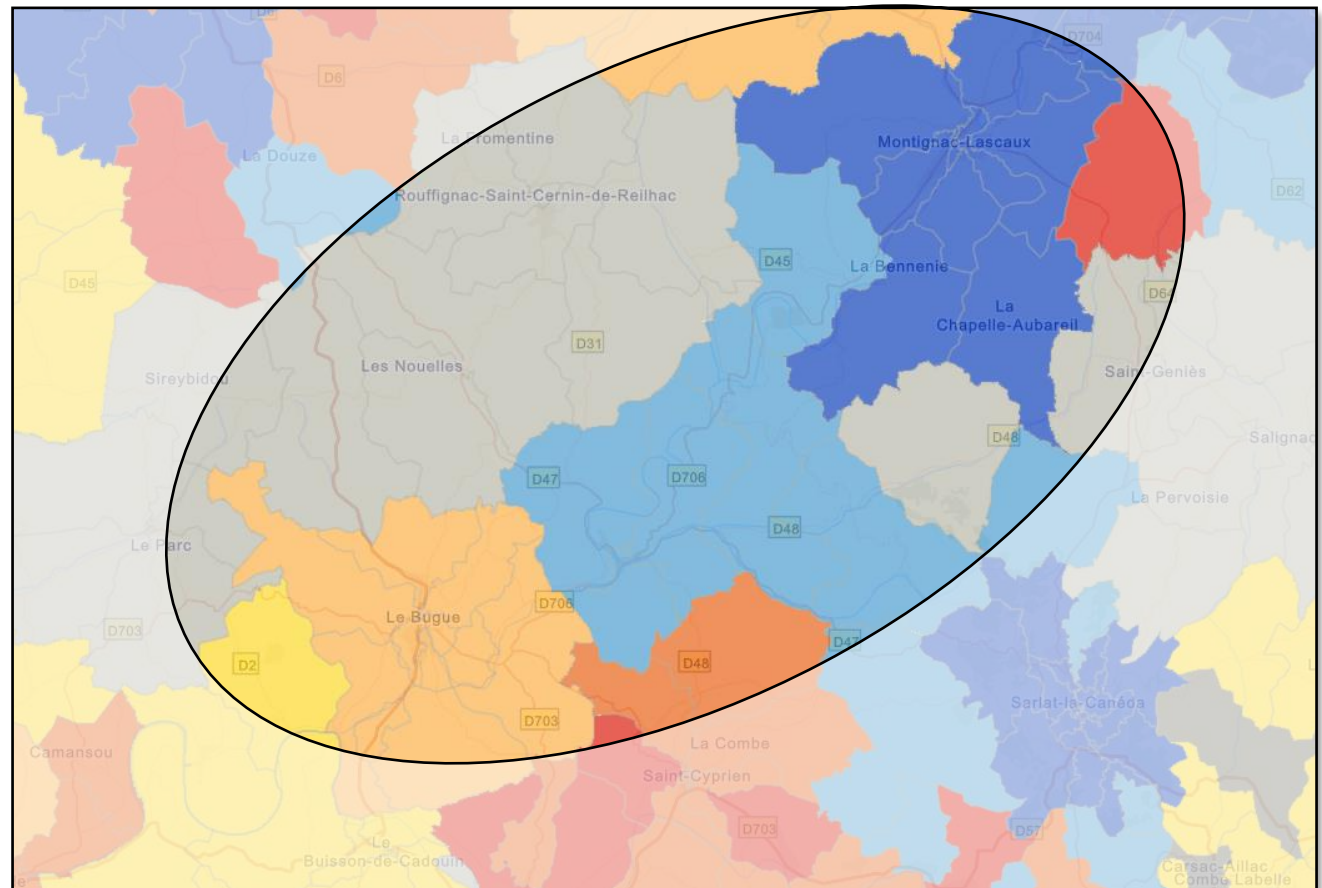 D704
D6
La Fromentine
Montignac-Lascaux
La Douze
D62
Rouffignac-Saint-Cernin-de-Reilhac
D45
La Bennenie
D45
D64
La
Chapelle-Aubareil
D31
Les Nouelles
Saint-Geniès
Sireybidou
D48
Salignac
D47
D706
La Pervoisie
D48
Le Parc
D706
Le Bugue
D703
D47
D2
D48
Sarlat-la-Canéda
D703
La Combe
Camansou
Saint-Cyprien
D703
D57
Le
Buisson-de-Cadouin
Carsac-Aillac
Combe Labelle